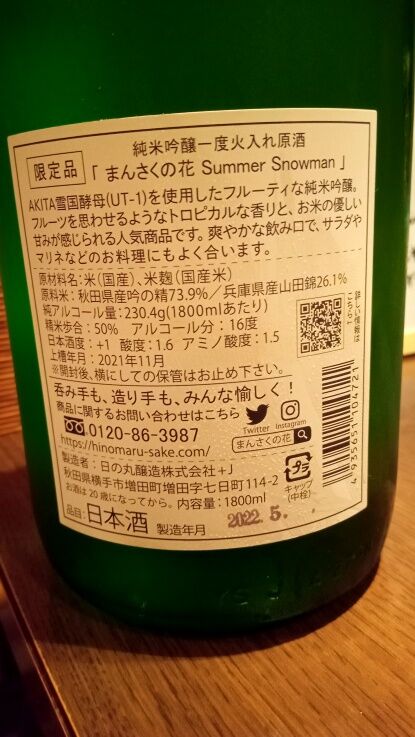 純米吟醸一度火入れ原酒
限定品
「まんさくの花 Summer Snowman」
AKITA雪国酵母(UT-1)を使用したフルーティな純米吟醸。
フルーツを思わせるようなトロピカルな香りと、お米の優しい
甘みが感じられる人気商品です。爽やかな飲み口で、サラダや
マリネなどのお料理にもよく合います。
原材料名:米(国産)、米麹(国産米)
原料米:秋田県産吟の精73.9%/兵庫県産山田錦26.1%
純アルコール量:230.4g(1800mlあたり)
精米歩合:50% アルコール分:16度
日本酒度:+1 酸度:1.6 アミノ酸度:1.5
上槽年月:2021年11月
※開封後、横にしての保管はお止め下さい。
詳しい情報は
こちら!
呑み手も、造り手も、みんな愉しく!
商品に関するお問い合わせはこちら
0120-86-3987
https://hinomaru-sake.com/
Twitter Instagram
まんさくの花
4935651104721
製造者:日の丸醸造株式会社+J
秋田県横手市増田町増田字七日町114-2
お酒は20歳になってから。内容量:1800ml
プラ
キャップ
(中栓)
品目:日本酒 製造年月 2022.5.